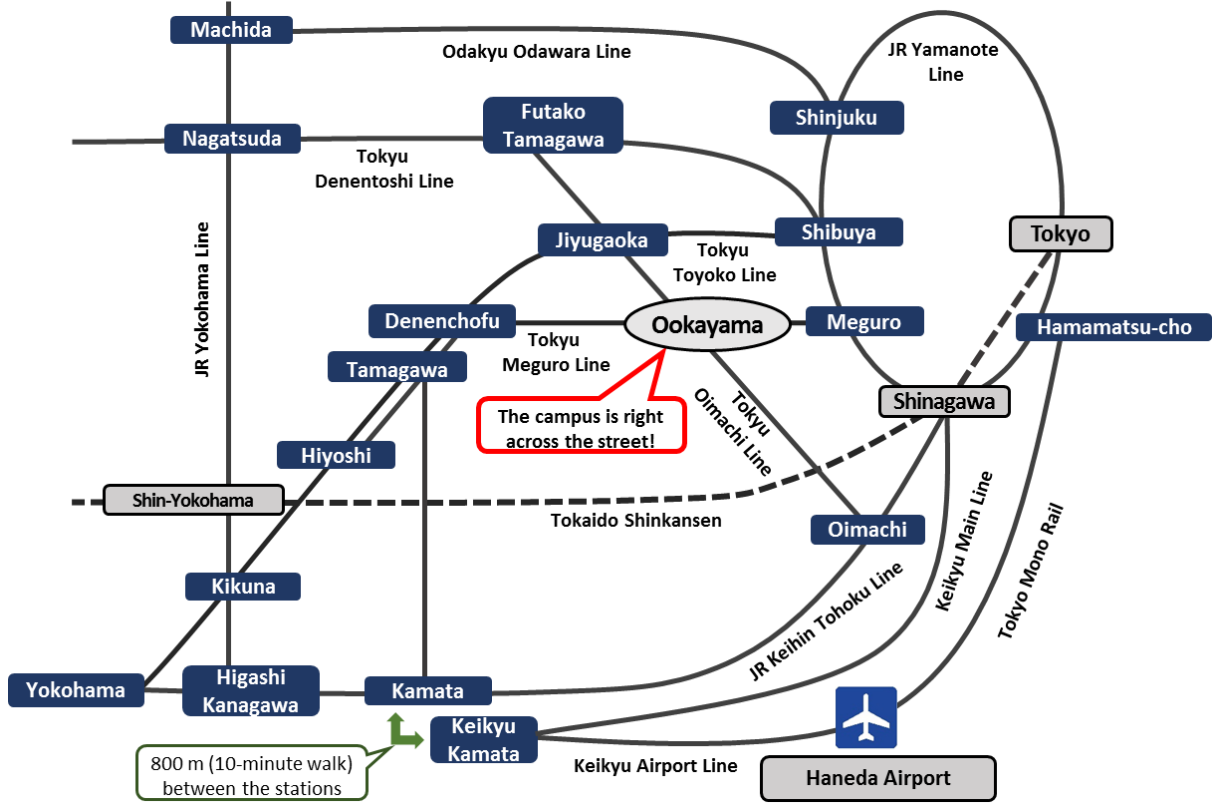 Machida
Odakyu Odawara Line
JR Yamanote
Line
Shinjuku
Futako
Tamagawa
Nagatsuda
Tokyu
Denentoshi Line
Jiyugaoka
Shibuya
Tokyo
Tokyu
Toyoko Line
JR Yokohama Line
Denenchofu
Ookayama
Meguro
Hamamatsu-cho
Tokyu
Meguro Line
Tamagawa
Shinagawa
The campus is right
across the street!
Tokyu
Oimachi Line
Hiyoshi
Shin-Yokohama
Tokaido Shinkansen
Oimachi
Keikyu Main Line
Tokyo Mono Rail
Kikuna
JR Keihin Tohoku Line
Yokohama
Higashi
Kanagawa
Kamata
Keikyu
Kamata
800 m (10-minute walk)
between the stations
Keikyu Airport Line
Haneda Airport